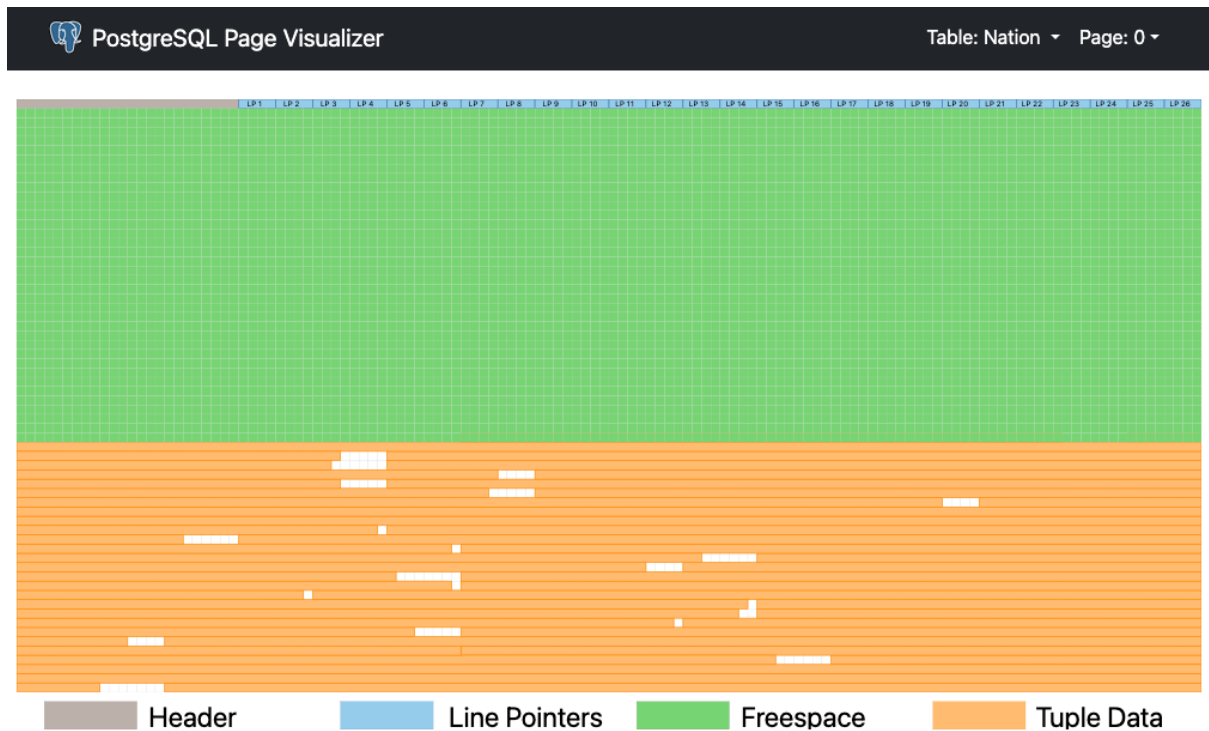 PostgreSQL Page Visualizer Table: Nation Page: 0
LP 1 LP 2 LP 3 LP 4 LP 5 LP 6 LP 7 LP 8 LP 9 LP 10 LP 11 LP 12 LP 13 LP 14 LP 15 LP 16 LP 17 LP 18 LP 19 LP 20 LP 21 LP 22 LP 23 LP 24 LP 25 LP 26
Header Line Pointers Freespace Tuple Data